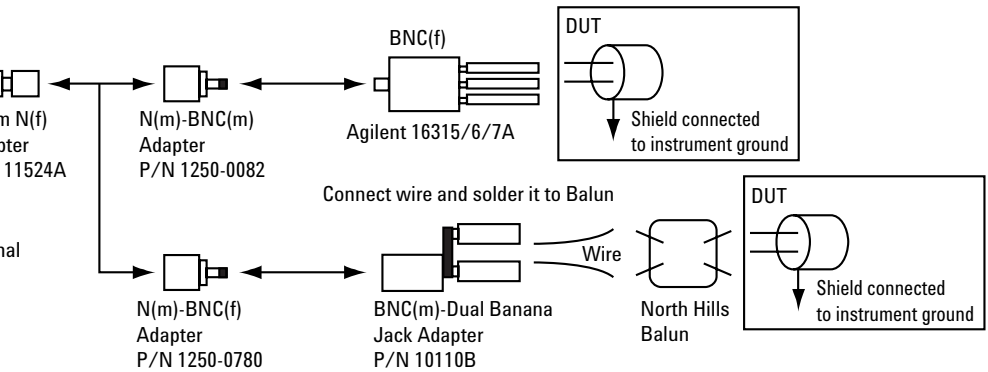 DUT
BNC(f)
N(f)
11524A
N(m)-BNC(m)
Adapter
P/N 1250-0082
Agilent 16315/6/7A
Shield connected
to instrument ground
Connect wire and solder it to Balun
DUT
Wire
N(m)-BNC(f)
Adapter
P/N 1250-0780
BNC(m)-Dual Banana
Jack Adapter
P/N 10110B
North Hills
Balun
Shield connected
to instrument ground